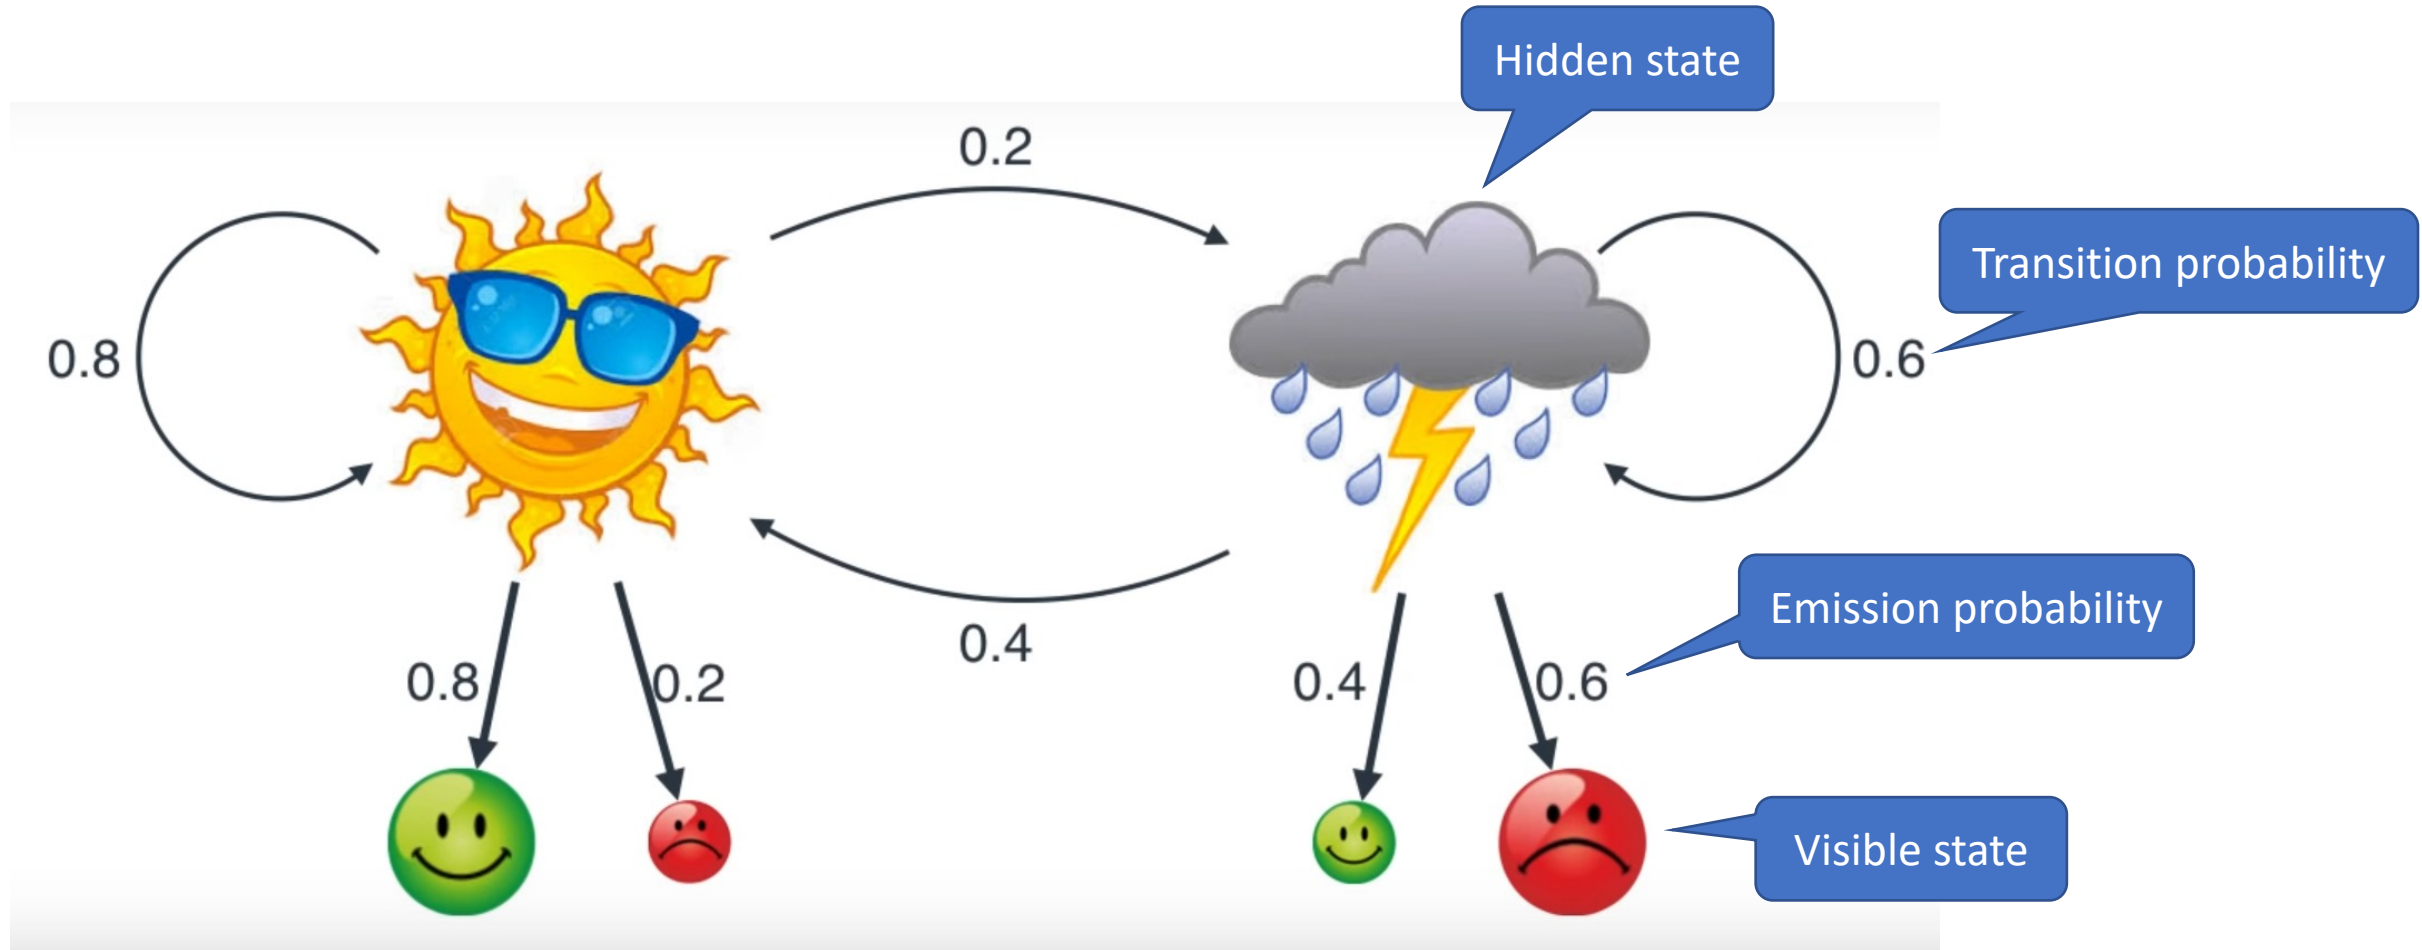 Hidden state
0.2
Transition probability
0.8
0.6
Emission probability
0.4
0.8
0.2
0.4
0.6
Visible state